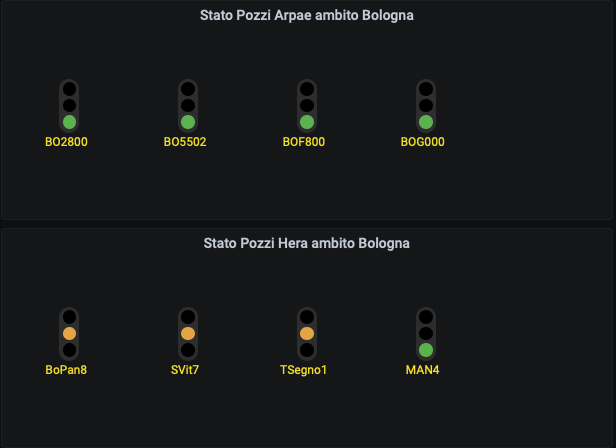 Stato Pozzi Arpae ambito Bologna
BO2800 BO5502 BOF800 BOG000
Stato Pozzi Hera ambito Bologna
BoPan8 SVit7 TSegno1 MAN4